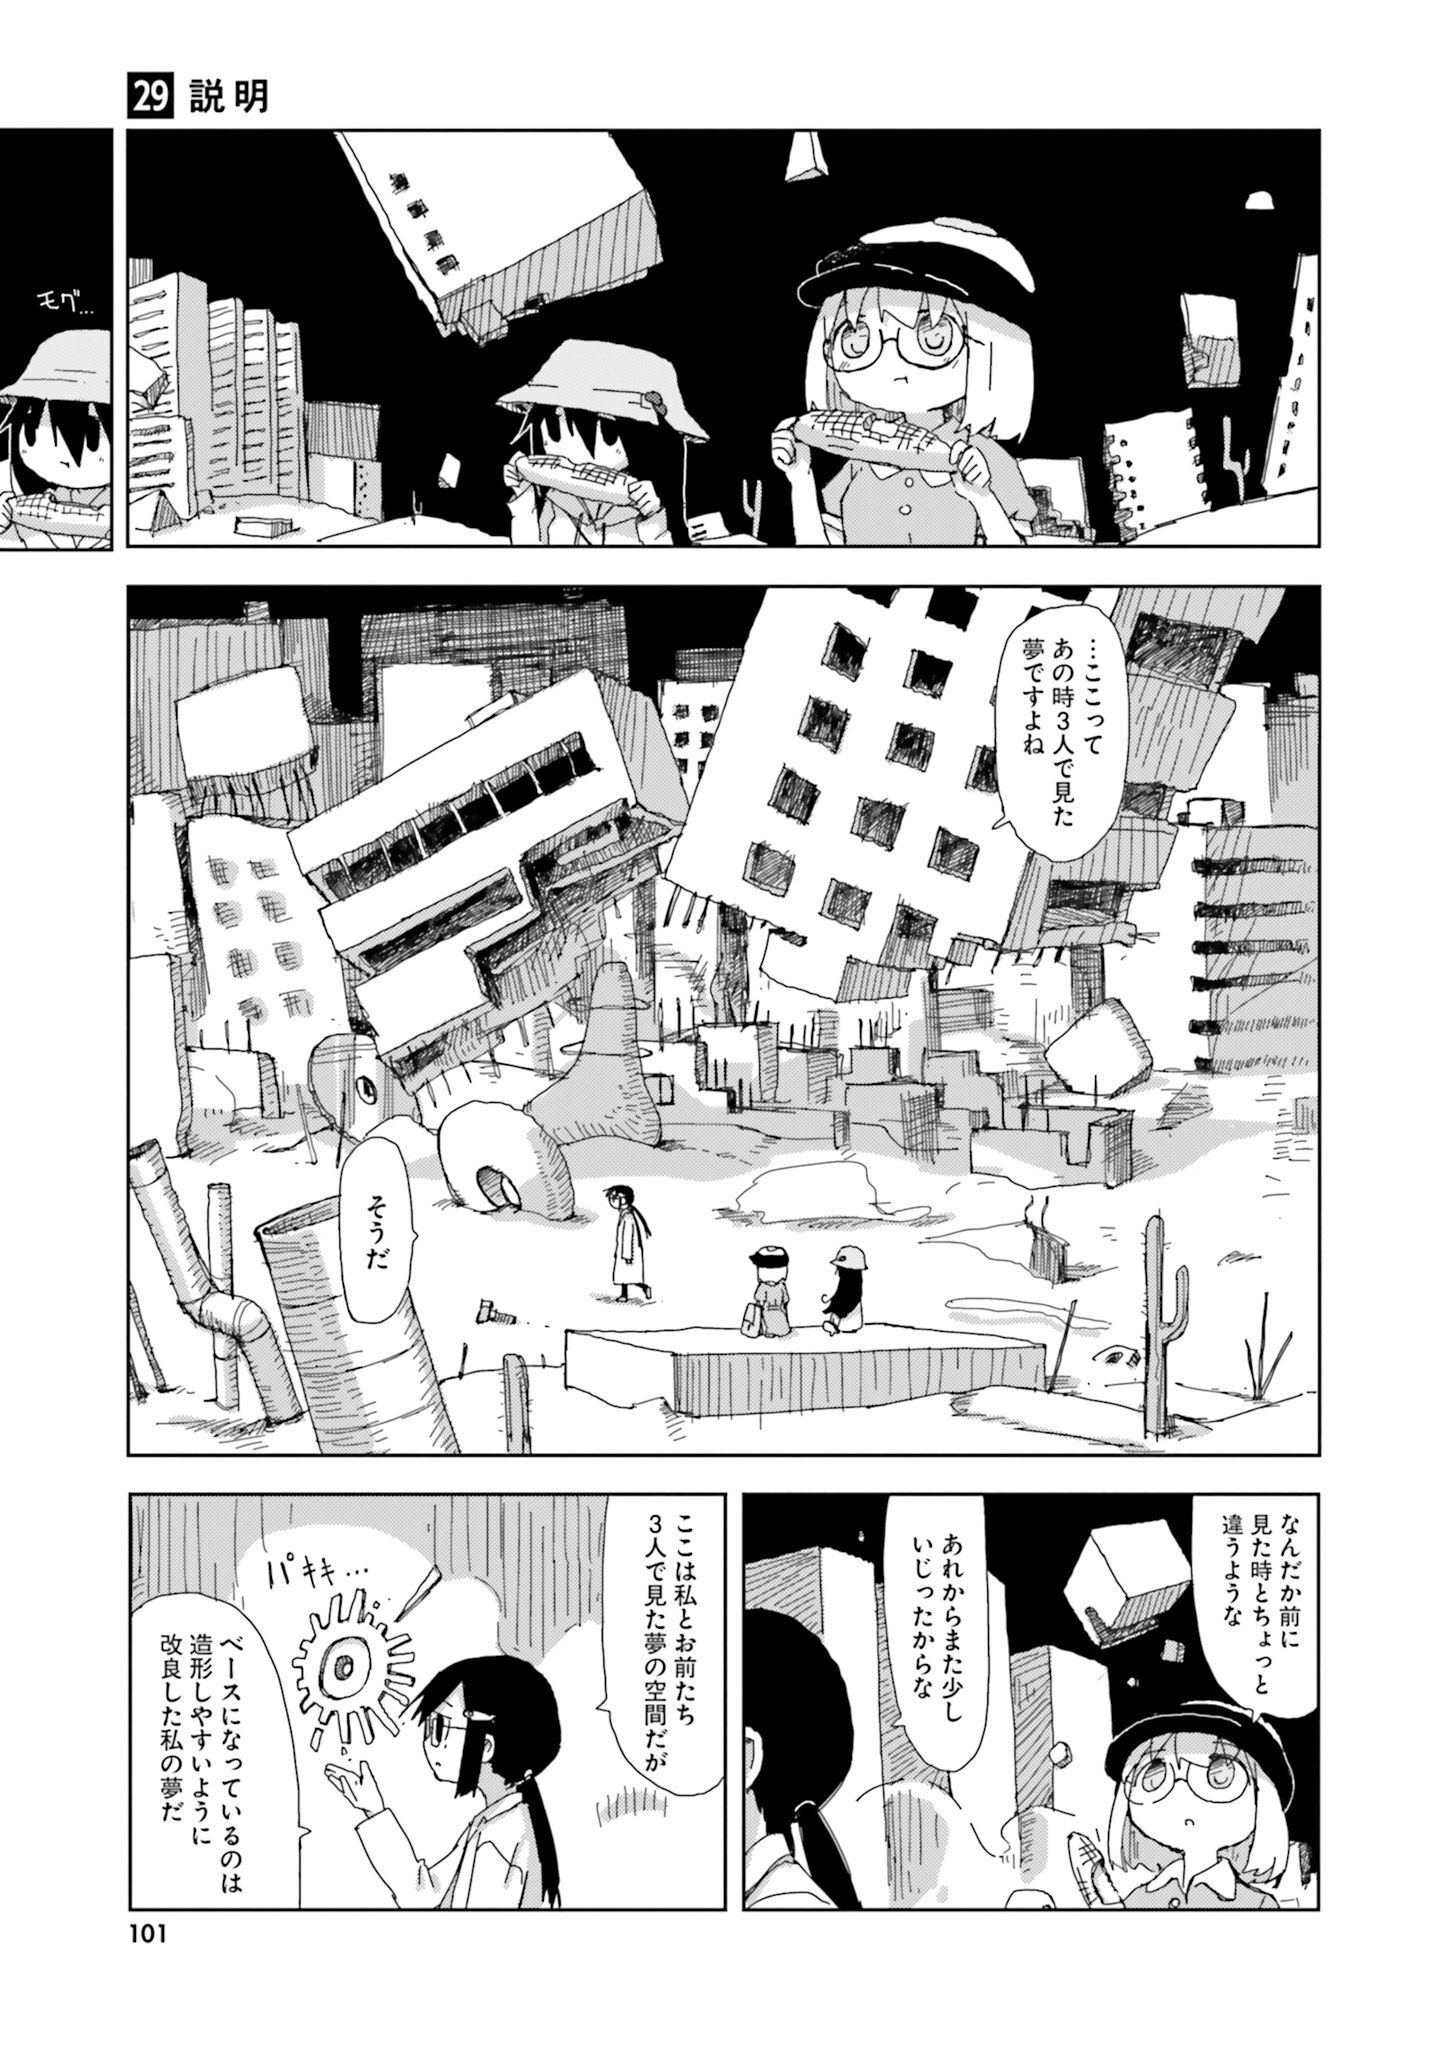 29 説明
モグ…
…ここって
あの時3人で見た
夢ですよね
そうだ
なんだか前に
見た時とちょっと
違うような
あれからまた少し
いじったからな
ここは私とお前たち
3人で見た夢の空間だが
パキキ…
ベースになっているのは
造形しやすいように
改良した私の夢だ
101